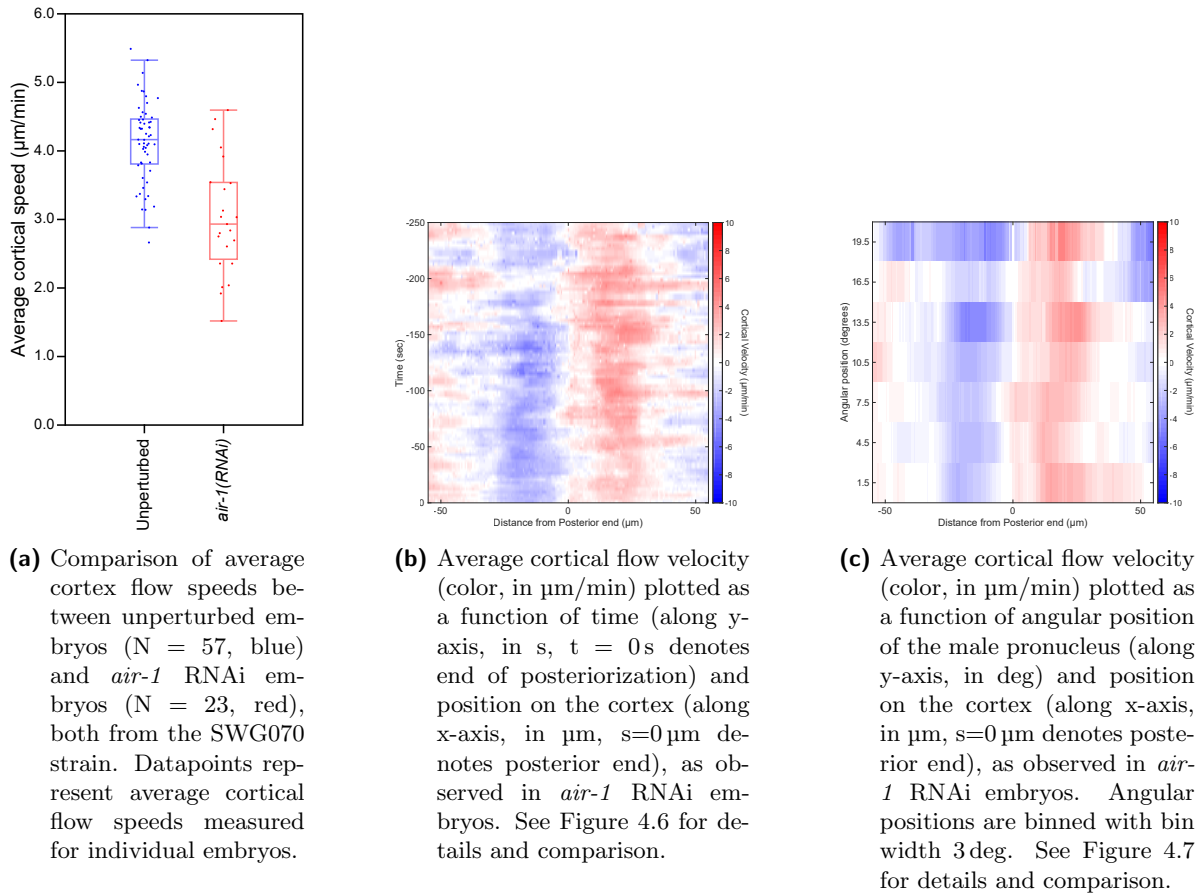 6.0
5.0
4.0
3.0
2.0
1.0
0.0
Average cortical speed (μm/min)
Unperturbed
air-1(RNAi)
-250
-200
-150
-100
-50
0
Time (sec)
-50
0
50
Distance from Posterior end (μm)
10
8
6
4
2
0
-2
-4
-6
-8
-10
Cortical Velocity (μm/min)
19.5
16.5
13.5
10.5
7.5
4.5
1.5
Angular position (degrees)
-50
0
50
Distance from Posterior end (μm)
10
8
6
4
2
0
-2
-4
-6
-8
-10
Cortical Velocity (μm/min)
(a) Comparison of average
cortex flow speeds be-
tween unperturbed em-
bryos (N = 57, blue)
and air-1 RNAi em-
bryos (N = 23, red),
both from the SWG070
strain. Datapoints rep-
resent average cortical
flow speeds measured
for individual embryos.
(b) Average cortical flow velocity
(color, in µm/min) plotted as
a function of time (along y-
axis, in s, t = 0 s denotes
end of posteriorization) and
position on the cortex (along
x-axis, in µm, s=0 µm de-
notes posterior end), as ob-
served in air-1 RNAi em-
bryos. See Figure 4.6 for de-
tails and comparison.
(c) Average cortical flow velocity
(color, in µm/min) plotted as
a function of angular position
of the male pronucleus (along
y-axis, in deg) and position
on the cortex (along x-axis,
in µm, s=0 µm denotes poste-
rior end), as observed in air-
1 RNAi embryos. Angular
positions are binned with bin
width 3 deg. See Figure 4.7
for details and comparison.